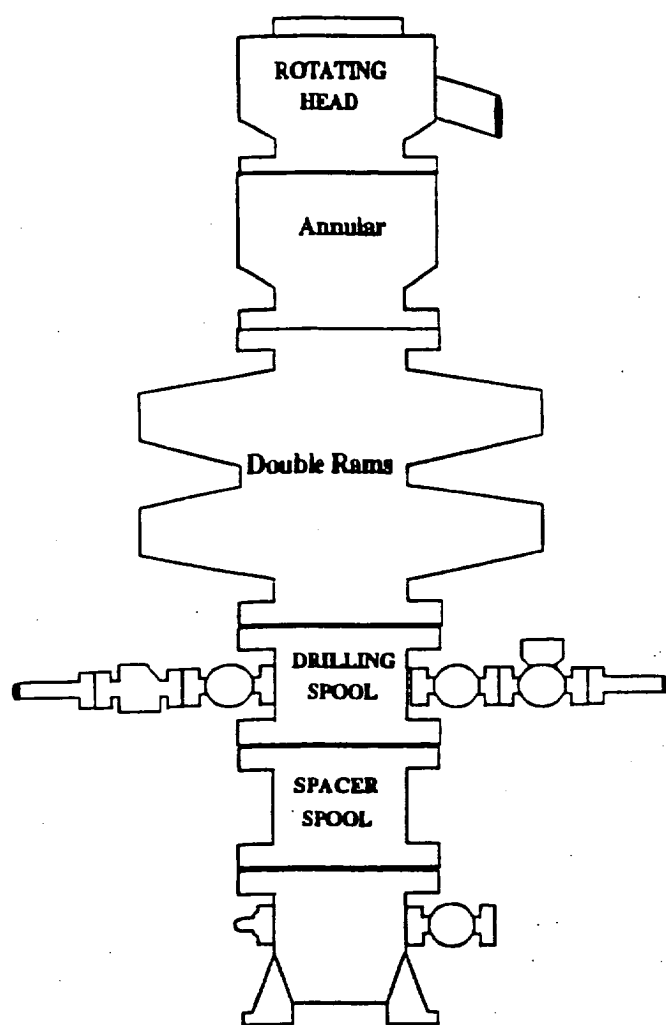 ROTATING
HEAD
Annular
Double Rams
DRILLING
SPOOL
SPACER
SPOOL